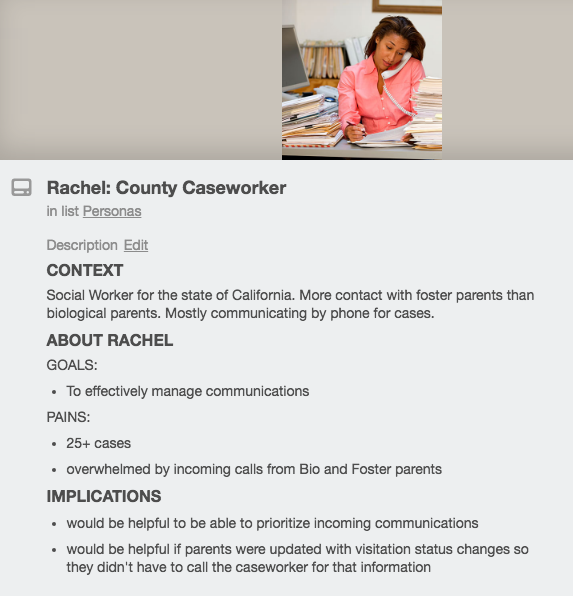 Rachel: County Caseworker
in list Personas
Description Edit
CONTEXT
Social Worker for the state of California. More contact with foster parents than
biological parents. Mostly communicating by phone for cases.
ABOUT RACHEL
GOALS:
• To effectively manage communications
PAINS:
• 25+ cases
• overwhelmed by incoming calls from Bio and Foster parents
IMPLICATIONS
• would be helpful to be able to prioritize incoming communications
• would be helpful if parents were updated with visitation status changes so
they didn't have to call the caseworker for that information